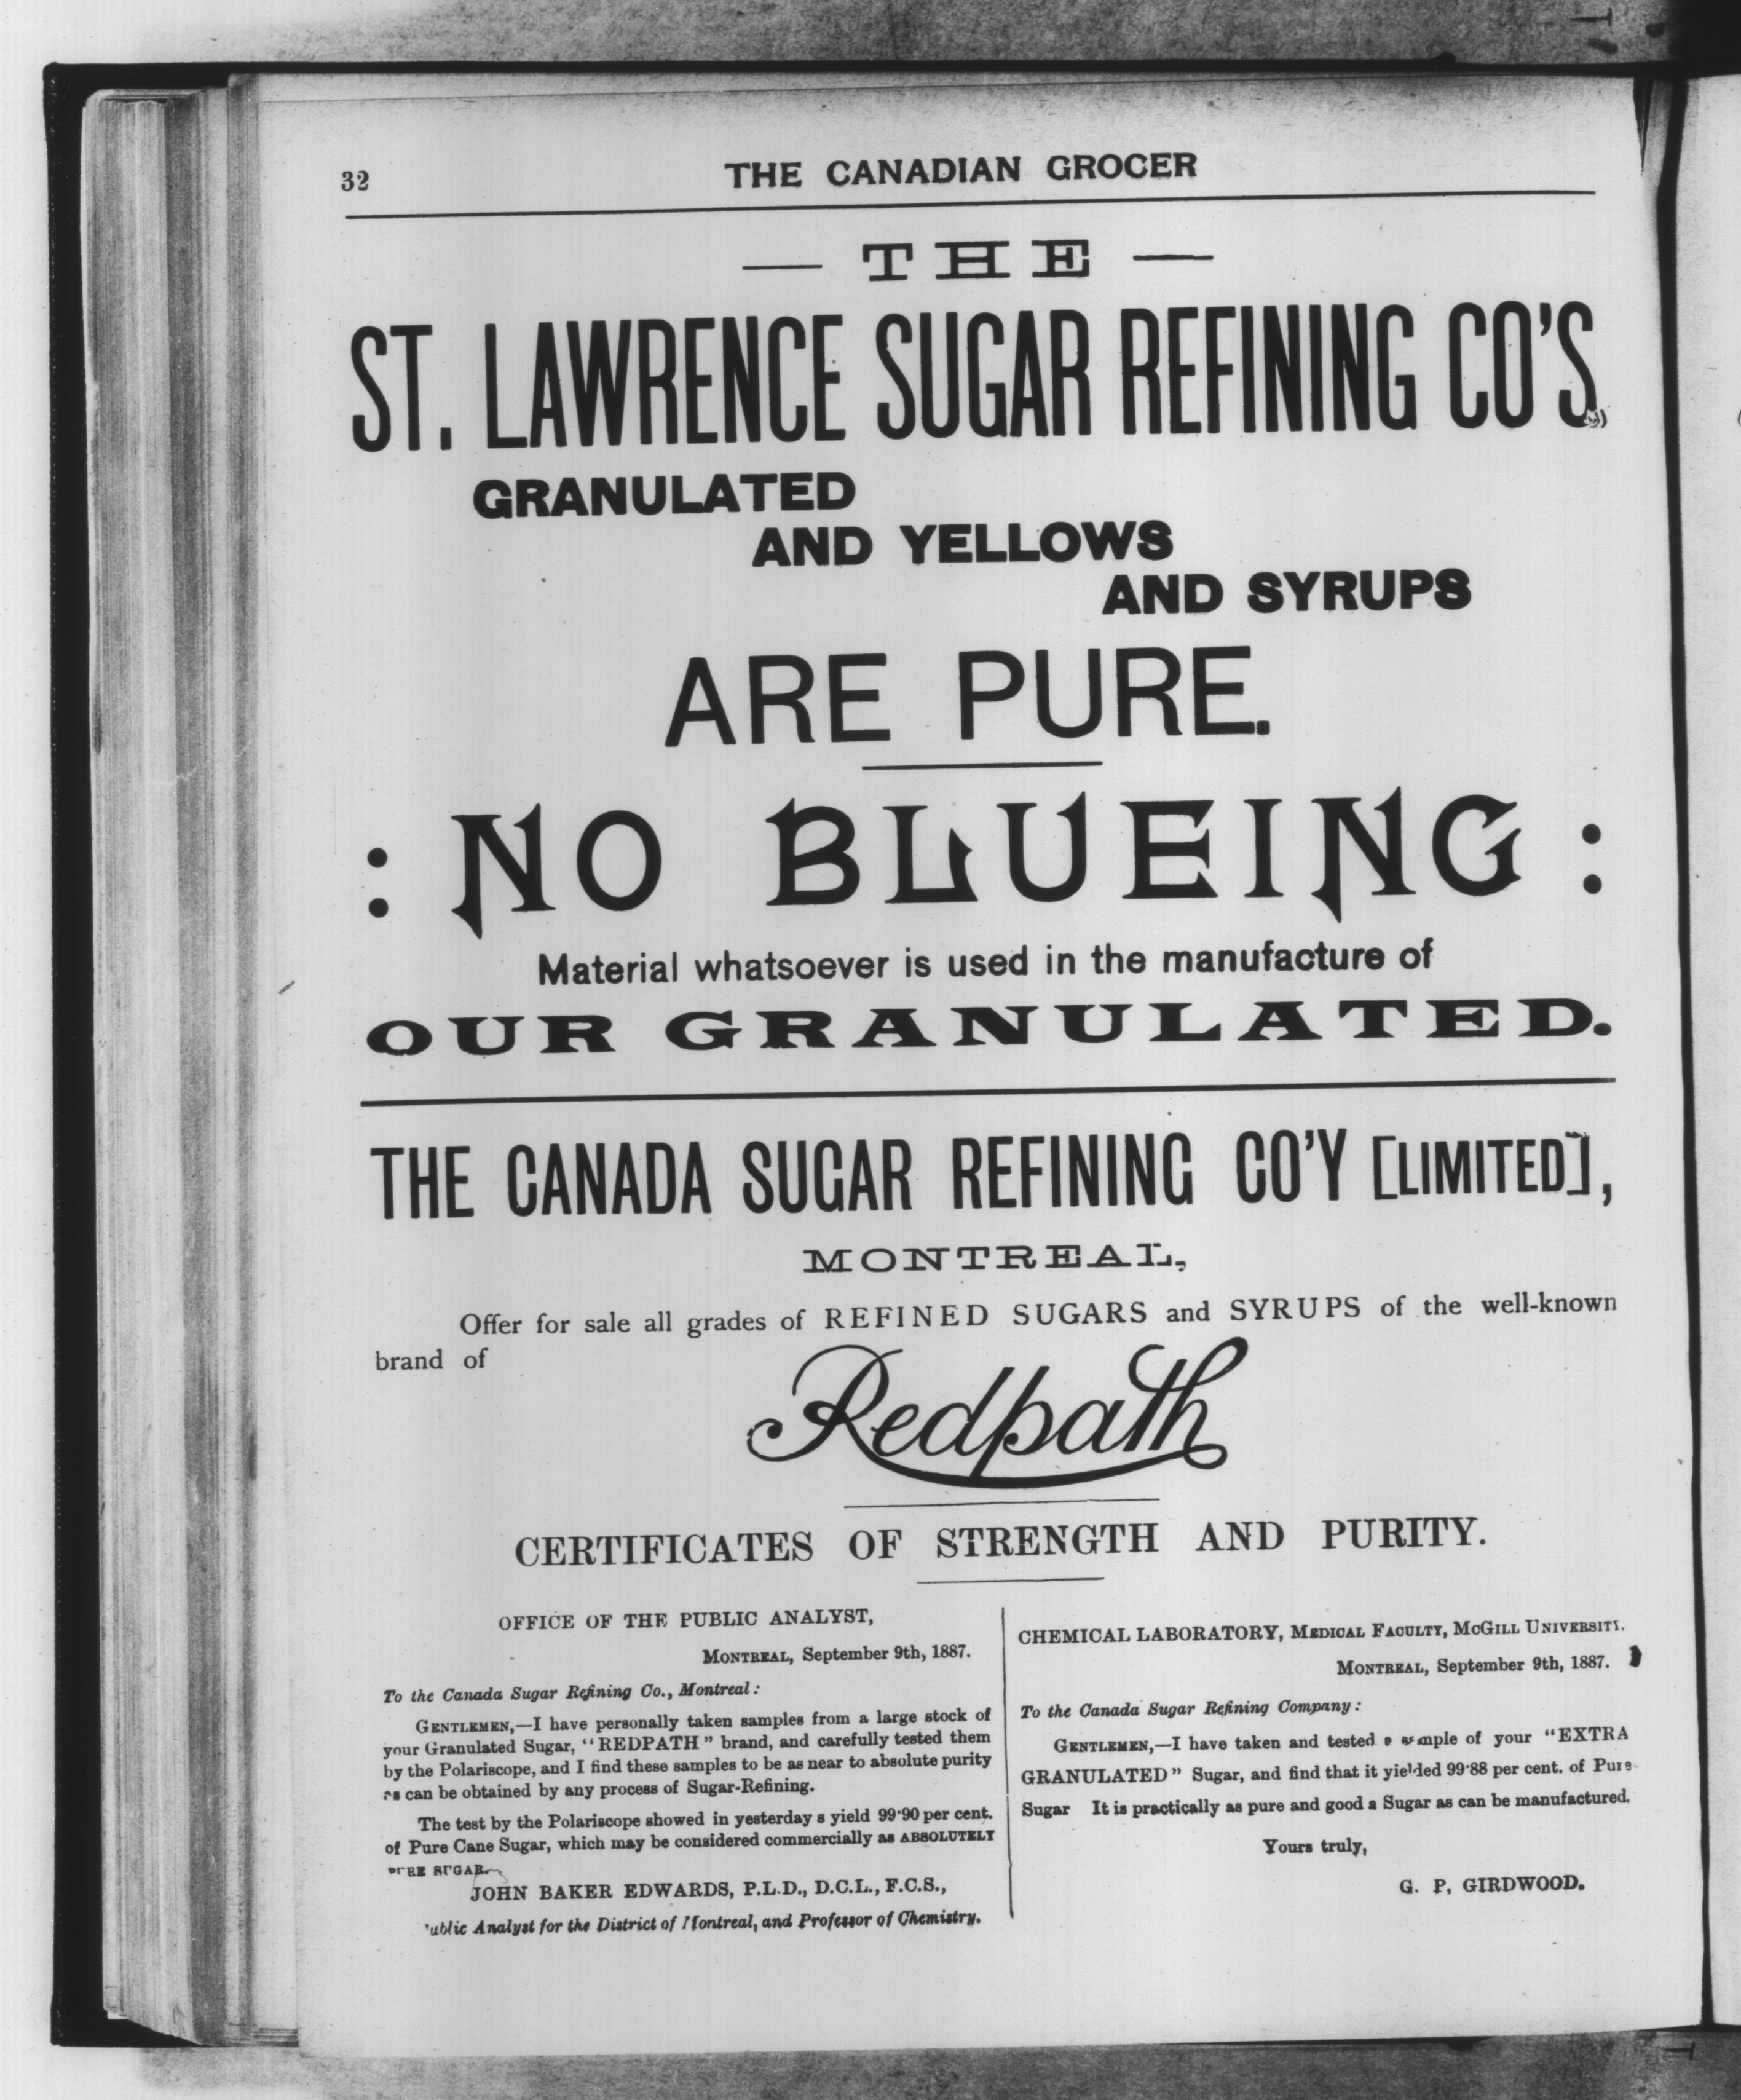 32
THE CANADIAN GROCER
— THE —
ST. LAWRENCE SUGAR REFINING CO'S
GRANULATED
AND YELLOWS
AND SYRUPS
ARE PURE.
: NO BLUEING :
Material whatsoever is used in the manufacture of
OUR GRANULATED.
THE CANADA SUGAR REFINING CO'Y [LIMITED],
MONTREAL,
Offer for sale all grades of REFINED SUGARS and SYRUPS of the well-known
brand of
Redpath
CERTIFICATES OF STRENGTH AND PURITY.
OFFICE OF THE PUBLIC ANALYST,
MONTREAL, September 9th, 1887.
To the Canada Sugar Refining Co., Montreal:
GENTLEMEN,—I have personally taken samples from a large stock of
your Granulated Sugar, "REDPATH" brand, and carefully tested them
by the Polariscope, and I find these samples to be as near to absolute purity
as can be obtained by any process of Sugar-Refining.
The test by the Polariscope showed in yesterday s yield 99·90 per cent.
of Pure Cane Sugar, which may be considered commercially as ABSOLUTELY
PURE SUGAR.
JOHN BAKER EDWARDS, P.L.D., D.C.L., F.C.S.,
ublic Analyst for the District of Montreal, and Professor of Chemistry.
CHEMICAL LABORATORY, MEDICAL FACULTY, McGILL UNIVERSITY.
MONTREAL, September 9th, 1887.
To the Canada Sugar Refining Company:
GENTLEMEN,—I have taken and tested a sample of your "EXTRA
GRANULATED" Sugar, and find that it yielded 99·88 per cent. of Pure
Sugar It is practically as pure and good a Sugar as can be manufactured.
Yours truly,
G. P. GIRDWOOD.